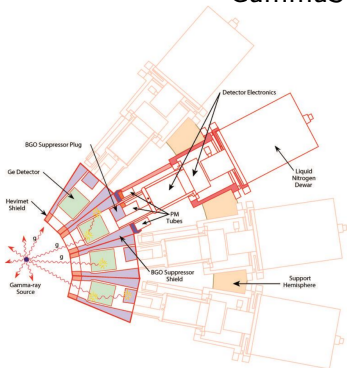 GammaS
Detector Electronics
BGO Suppressor Plug
Ge Detector
Hevimet
Shield
Liquid
Nitrogen
Dewar
PM
Tubes
g
g
g
BGO Suppressor
Shield
Support
Hemisphere
Gamma-ray
Source